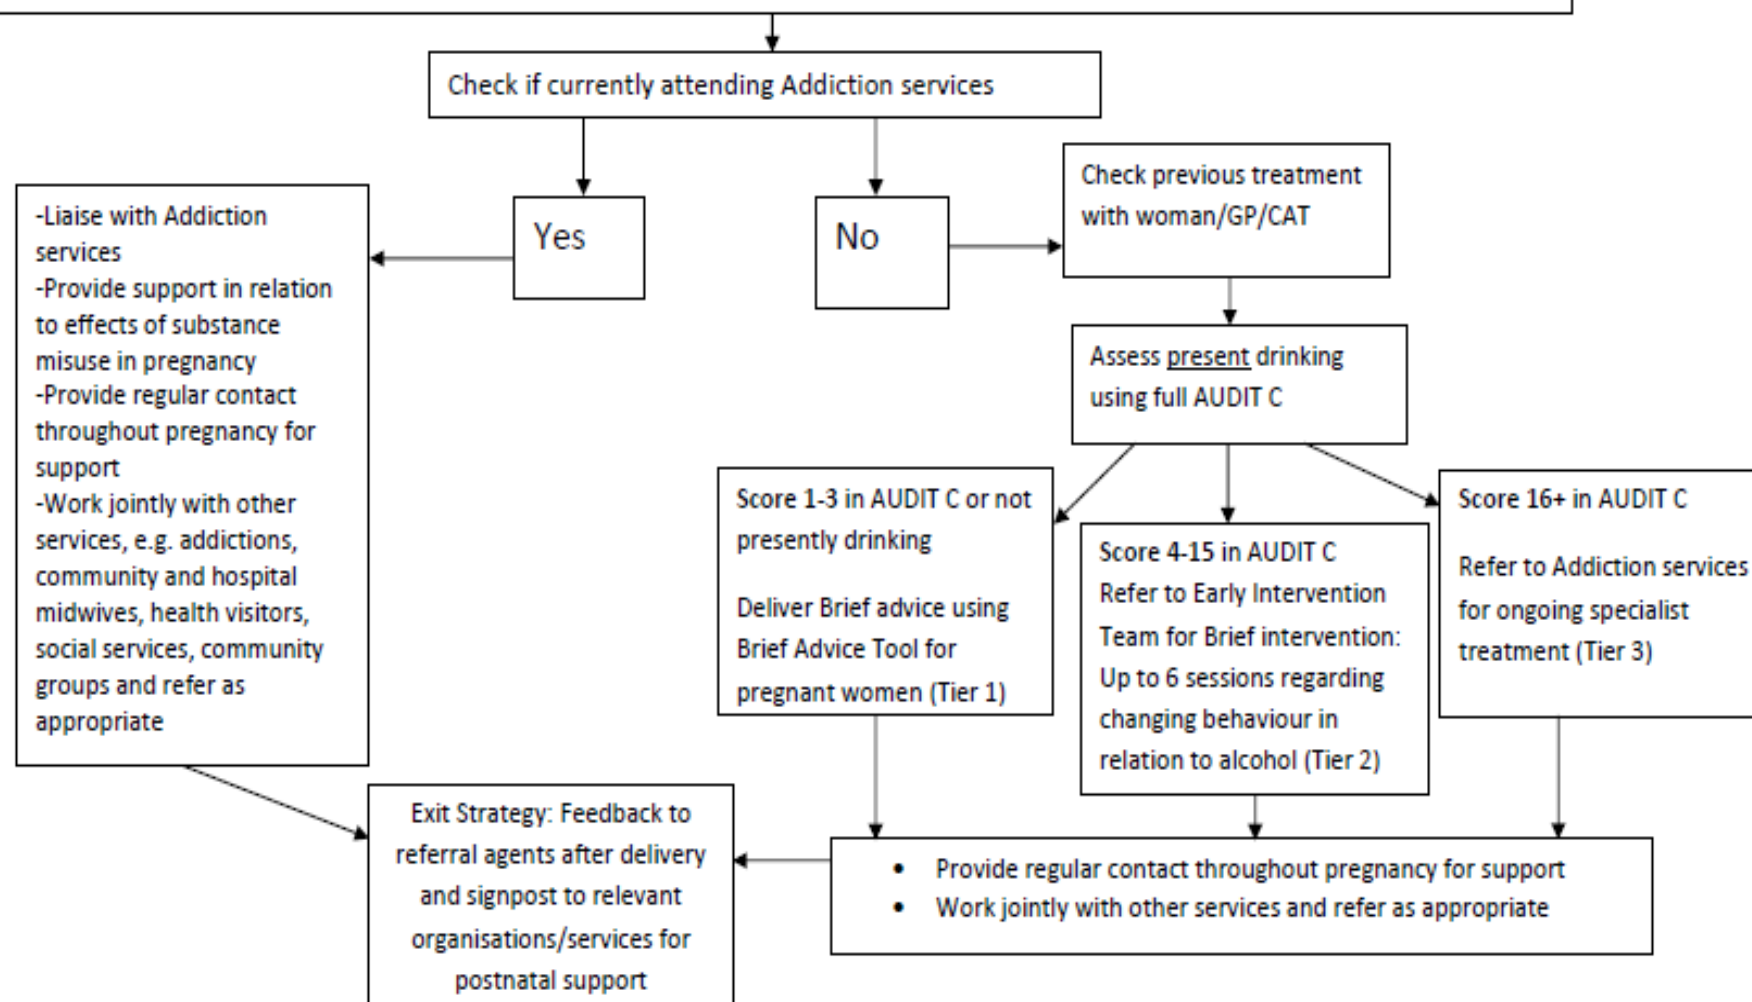 Check if currently attending Addiction services
Yes
No
Check previous treatment
with woman/GP/CAT
-Liaise with Addiction
services
-Provide support in relation
to effects of substance
misuse in pregnancy
-Provide regular contact
throughout pregnancy for
support
-Work jointly with other
services, e.g. addictions,
community and hospital
midwives, health visitors,
social services, community
groups and refer as
appropriate
Assess present drinking
using full AUDIT C
Score 1-3 in AUDIT C or not
presently drinking
Deliver Brief advice using
Brief Advice Tool for
pregnant women (Tier 1)
Score 4-15 in AUDIT C
Refer to Early Intervention
Team for Brief intervention:
Up to 6 sessions regarding
changing behaviour in
relation to alcohol (Tier 2)
Score 16+ in AUDIT C
Refer to Addiction services
for ongoing specialist
treatment (Tier 3)
• Provide regular contact throughout pregnancy for support
• Work jointly with other services and refer as appropriate
Exit Strategy: Feedback to
referral agents after delivery
and signpost to relevant
organisations/services for
postnatal support